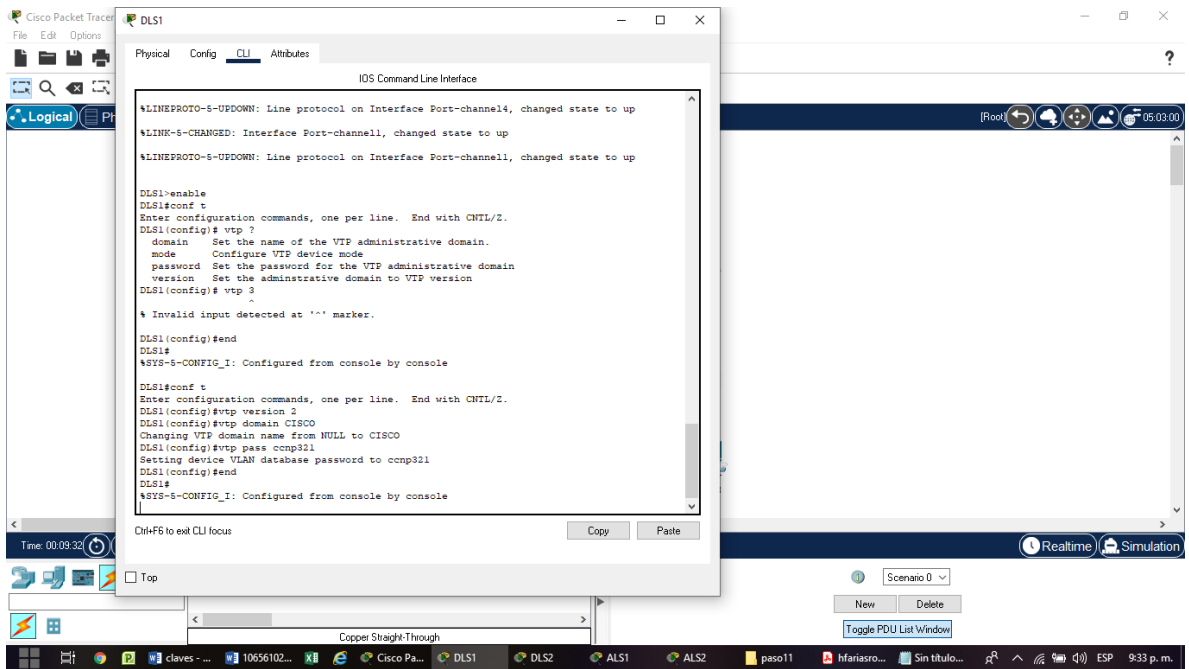 Cisco Packet Tracer
DLS1
File Edit Options
Physical Config CLI Attributes
?
IOS Command Line Interface
Logical
Ph
[Root]
05:03:00
%LINEPROTO-5-UPDOWN: Line protocol on Interface Port-channel4, changed state to up
%LINK-5-CHANGED: Interface Port-channel1, changed state to up
%LINEPROTO-5-UPDOWN: Line protocol on Interface Port-channel1, changed state to up
DLS1>enable
DLS1#conf t
Enter configuration commands, one per line. End with CNTL/Z.
DLS1(config)# vtp ?
domain Set the name of the VTP administrative domain.
mode Configure VTP device mode
password Set the password for the VTP administrative domain
version Set the adminstrative domain to VTP version
DLS1(config)# vtp 3
^
% Invalid input detected at '^' marker.
DLS1(config)#end
DLS1#
%SYS-5-CONFIG_I: Configured from console by console
DLS1#conf t
Enter configuration commands, one per line. End with CNTL/Z.
DLS1(config)#vtp version 2
DLS1(config)#vtp domain CISCO
Changing VTP domain name from NULL to CISCO
DLS1(config)#vtp pass ccnp321
Setting device VLAN database password to ccnp321
DLS1(config)#end
DLS1#
%SYS-5-CONFIG_I: Configured from console by console
Ctrl+F6 to exit CLI focus
Copy
Paste
Time: 00:09:32
Realtime
Simulation
Top
Scenario 0
New
Delete
Toggle PDU List Window
Copper Straight-Through
claves - ...
10656102...
Cisco Pa...
DLS1
DLS2
ALS1
ALS2
paso11
hfariasro...
Sin título...
ESP
9:33 p. m.